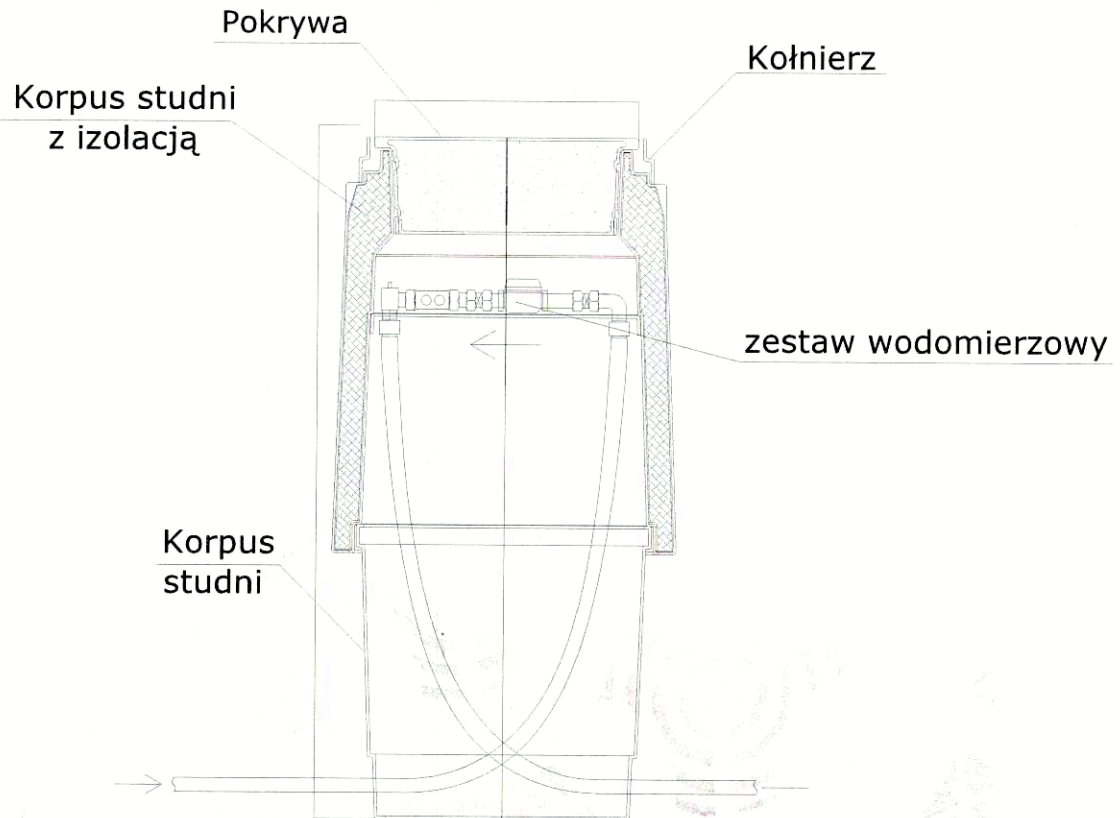 Pokrywa
Kołnierz
Korpus studni
z izolacją
zestaw wodomierzowy
Korpus
studni